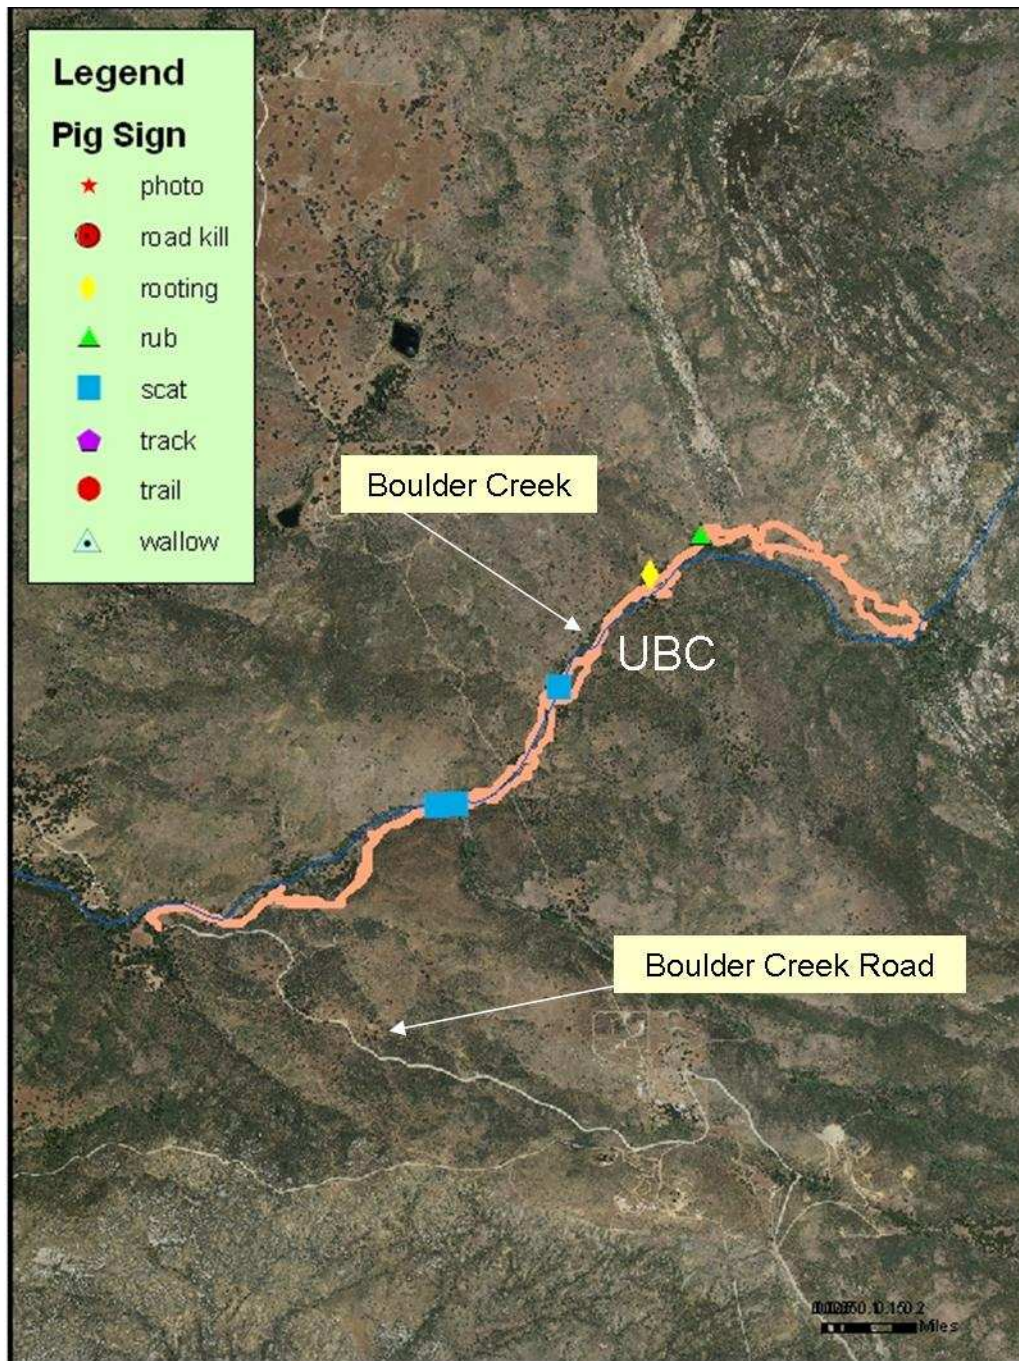 Legend
Pig Sign
photo
road kill
rooting
rub
scat
track
trail
wallow
Boulder Creek
UBC
Boulder Creek Road
Miles